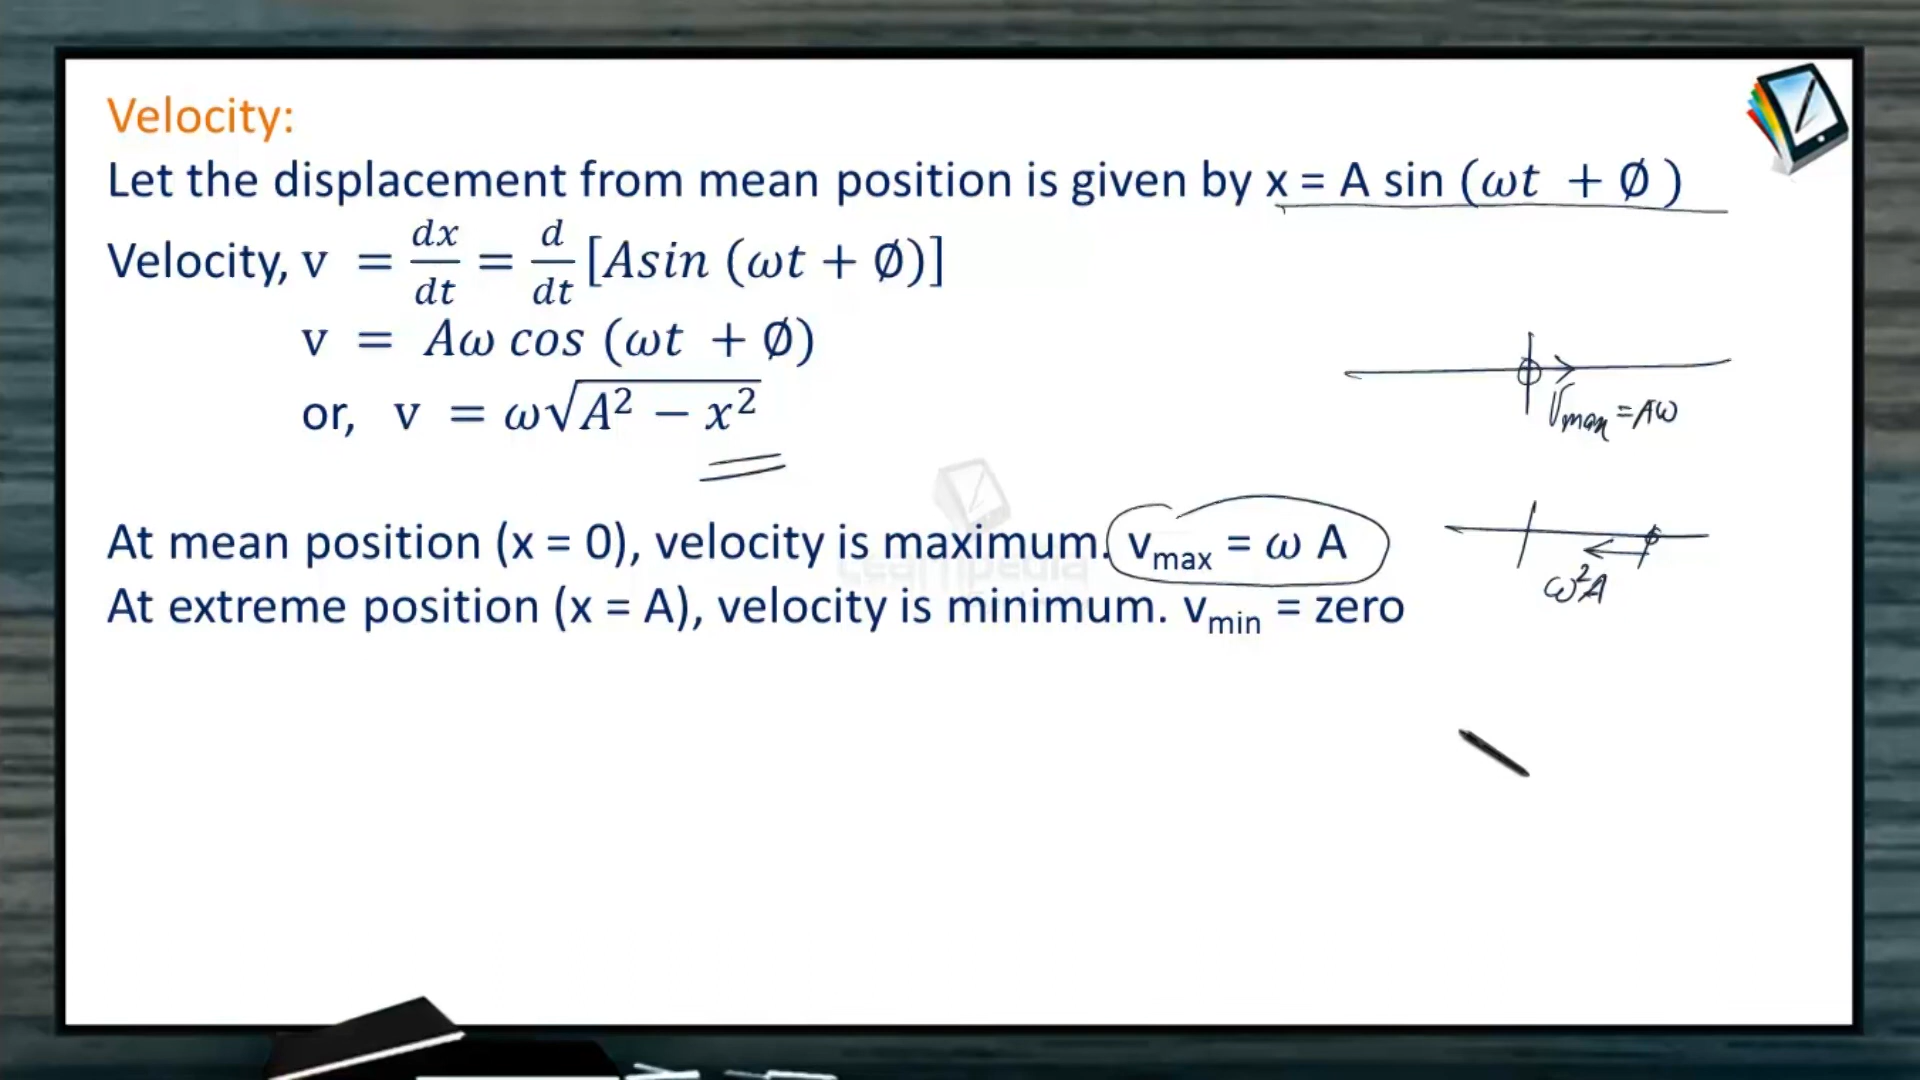 Velocity:
Let the displacement from mean position is given by x = A sin (ωt + Ø )
Velocity, v = dx/dt = d/dt [Asin (ωt + Ø)]
v = Aω cos (ωt + Ø)
or, v = ω√A² − x²
Vmax = Aω
At mean position (x = 0), velocity is maximum. vmax = ω A
ω²A
At extreme position (x = A), velocity is minimum. vmin = zero
Learnpedia